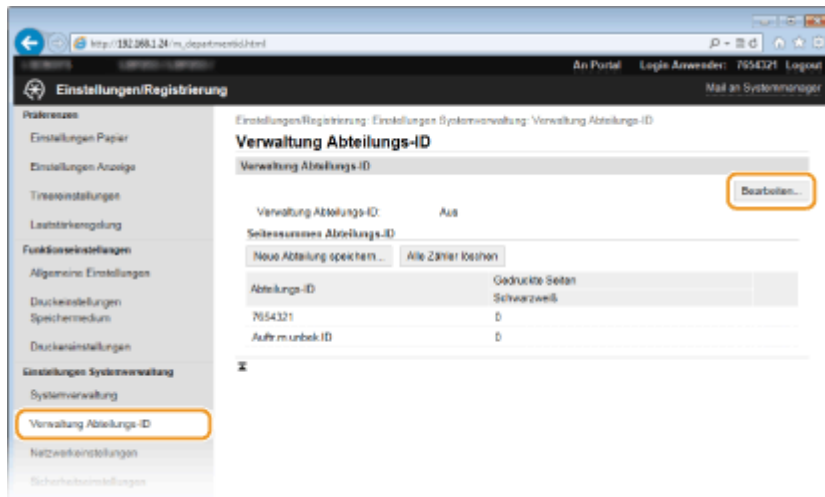 http://192.168.1.24/m_departmentid.html
An Portal Login Anwender: 7654321 Logout
Einstellungen/Registrierung Mail an Systemmanager
Präferenzen
Einstellungen Papier
Einstellungen Anzeige
Timereinstellungen
Lautstärkeregelung
Funktionseinstellungen
Allgemeine Einstellungen
Druckeinstellungen
Speichermedium
Druckereinstellungen
Einstellungen Systemverwaltung
Systemverwaltung
Verwaltung Abteilungs-ID
Netzwerkeinstellungen
Sicherheitseinstellungen
Einstellungen/Registrierung: Einstellungen Systemverwaltung: Verwaltung Abteilungs-ID
Verwaltung Abteilungs-ID
Verwaltung Abteilungs-ID
Bearbeiten...
Verwaltung Abteilungs-ID: Aus
Seitensummen Abteilungs-ID
Neue Abteilung speichern... Alle Zähler löschen
Abteilungs-ID
Gedruckte Seiten
Schwarzweiß
7654321 0
Auftr.m.unbek.ID 0